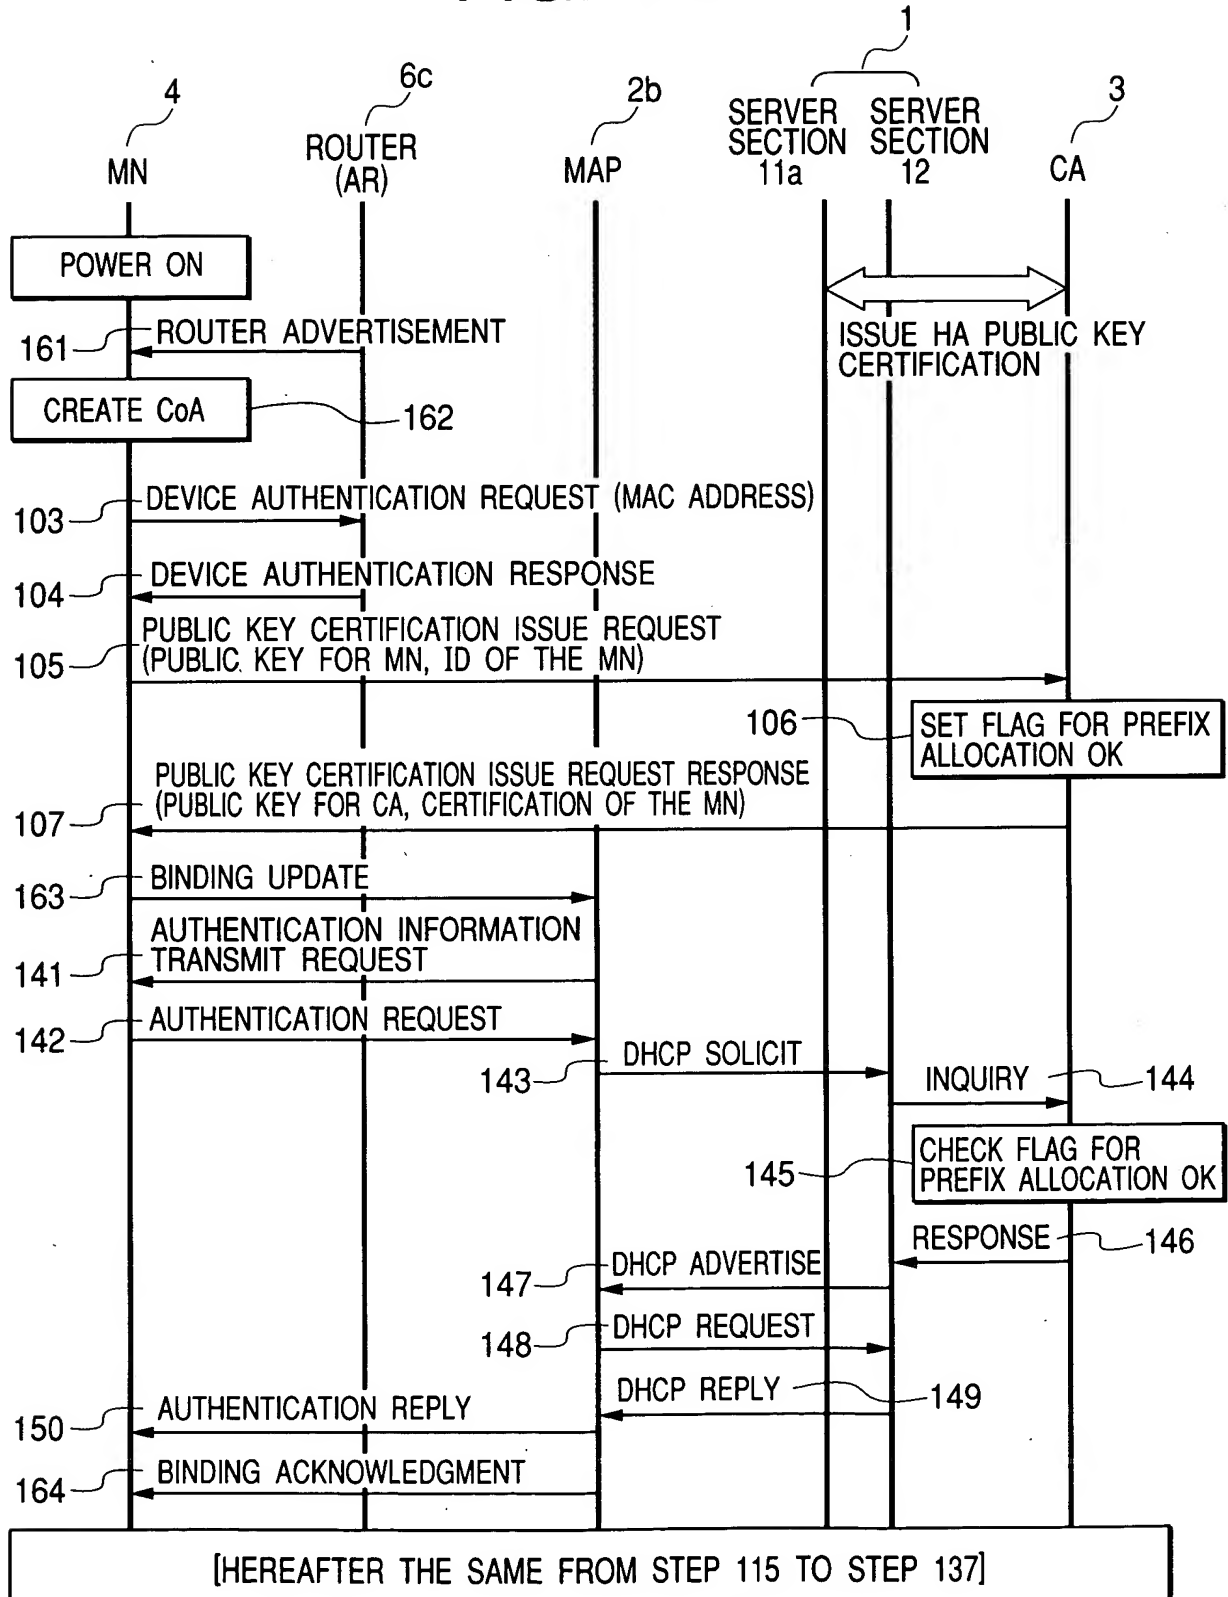 1
4
6c
2b
3
SERVER SECTION 11a
SERVER SECTION 12
MN
ROUTER (AR)
MAP
CA
POWER ON
161
ROUTER ADVERTISEMENT
ISSUE HA PUBLIC KEY
CERTIFICATION
CREATE CoA
162
103
DEVICE AUTHENTICATION REQUEST (MAC ADDRESS)
104
DEVICE AUTHENTICATION RESPONSE
105
PUBLIC KEY CERTIFICATION ISSUE REQUEST
(PUBLIC KEY FOR MN, ID OF THE MN)
106
SET FLAG FOR PREFIX
ALLOCATION OK
107
PUBLIC KEY CERTIFICATION ISSUE REQUEST RESPONSE
(PUBLIC KEY FOR CA, CERTIFICATION OF THE MN)
163
BINDING UPDATE
141
AUTHENTICATION INFORMATION
TRANSMIT REQUEST
142
AUTHENTICATION REQUEST
143
DHCP SOLICIT
INQUIRY
144
145
CHECK FLAG FOR
PREFIX ALLOCATION OK
RESPONSE
146
147
DHCP ADVERTISE
148
DHCP REQUEST
DHCP REPLY
149
150
AUTHENTICATION REPLY
164
BINDING ACKNOWLEDGMENT
[HEREAFTER THE SAME FROM STEP 115 TO STEP 137]